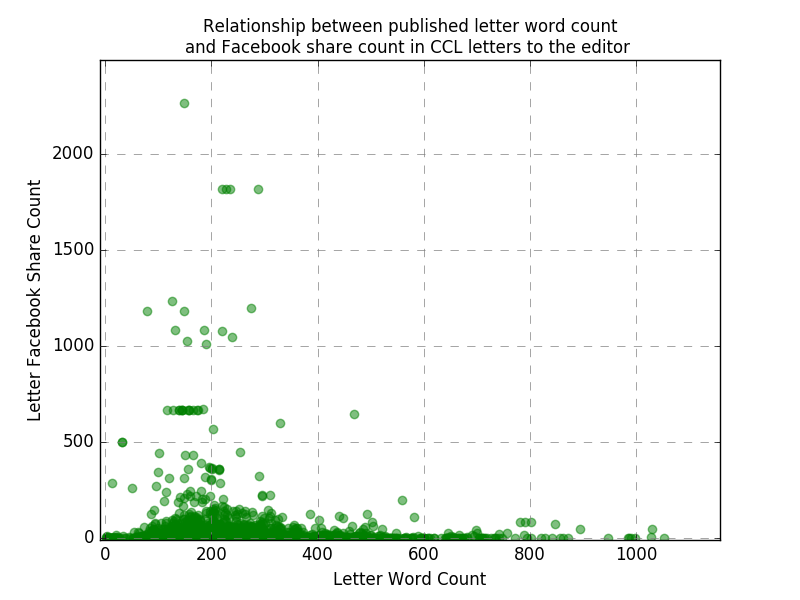 Relationship between published letter word count
and Facebook share count in CCL letters to the editor
2000
1500
1000
500
0
Letter Facebook Share Count
0 200 400 600 800 1000
Letter Word Count